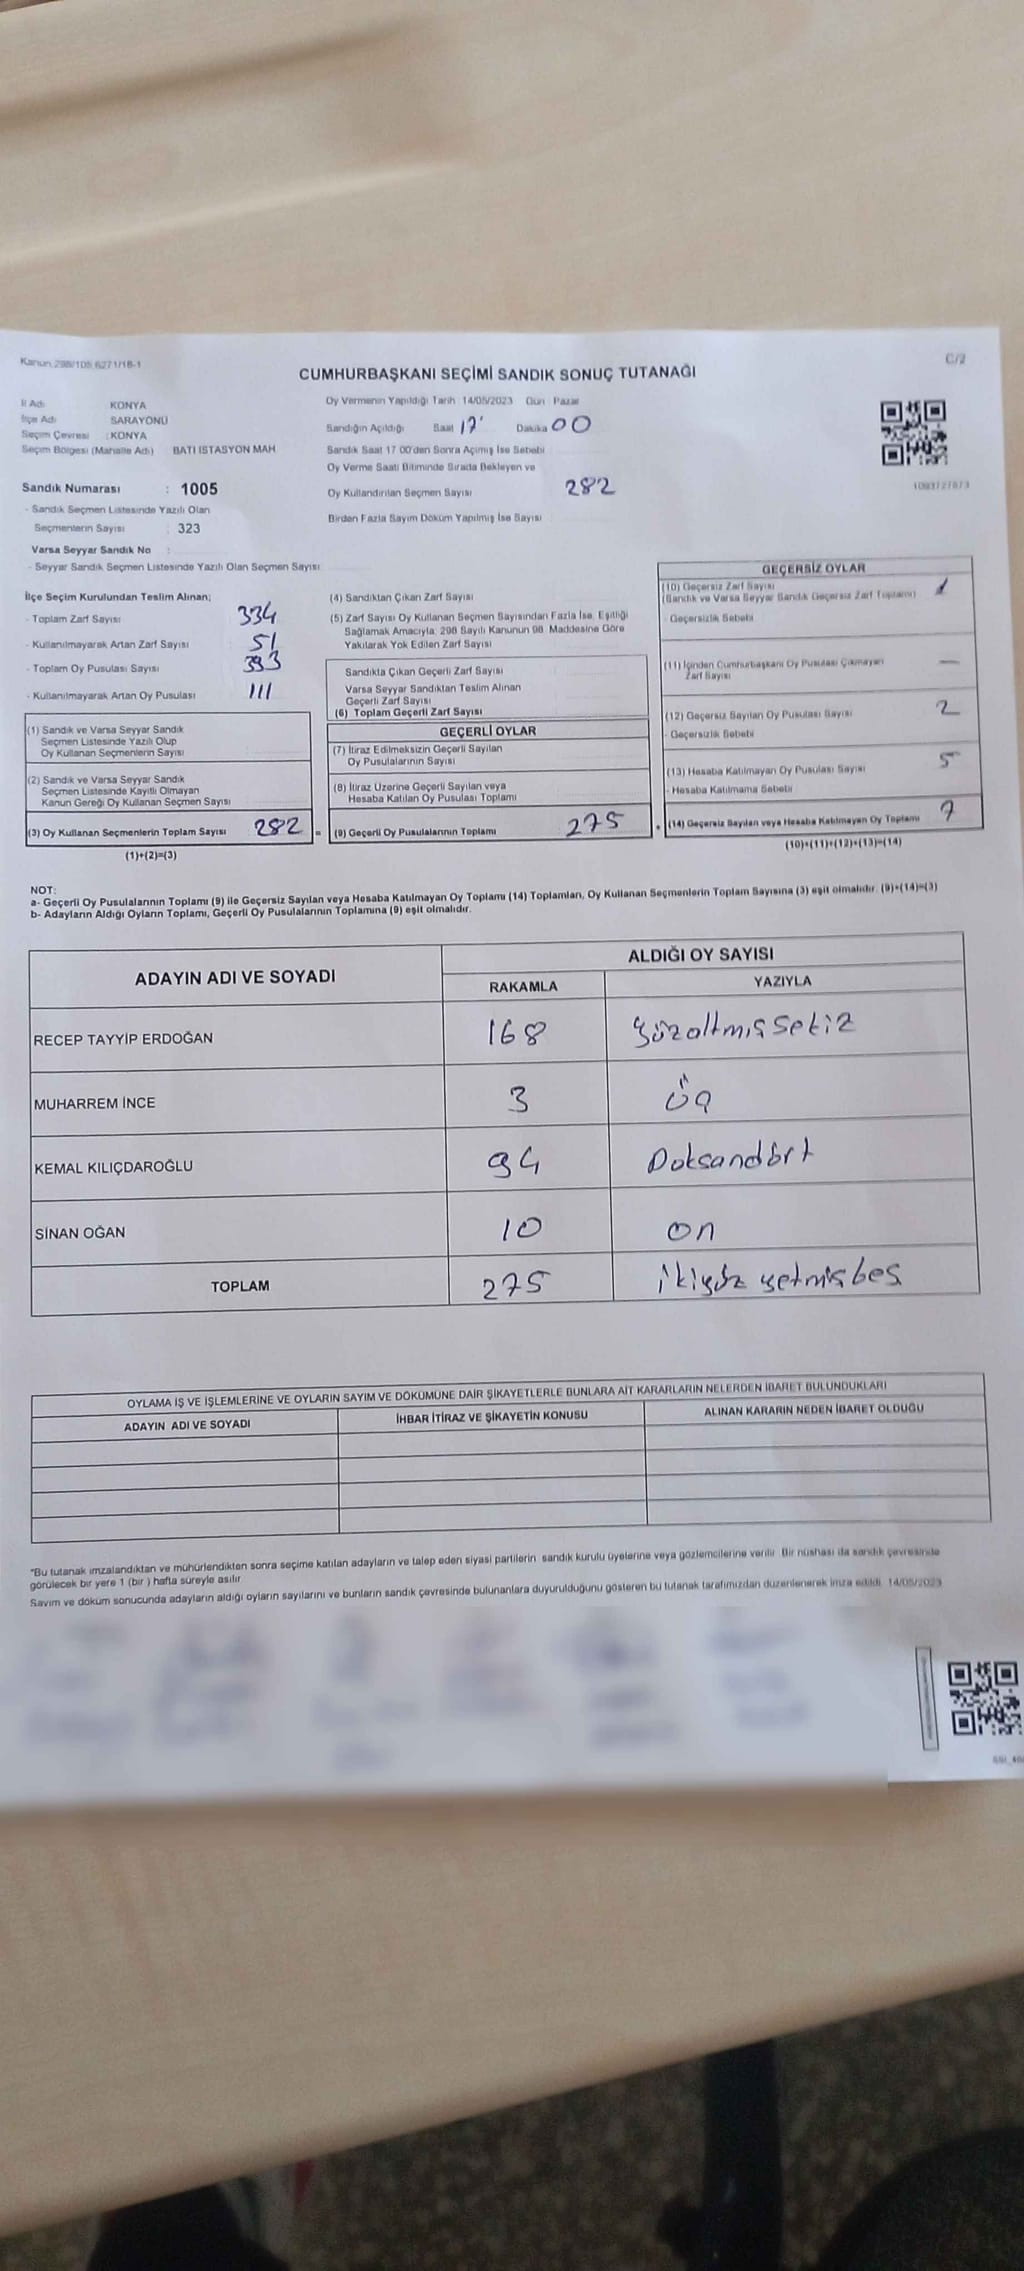 Kanun 298/105 6271/18-1
C/2
CUMHURBAŞKANI SEÇİMİ SANDIK SONUÇ TUTANAĞI
İl Adı KONYA
İlçe Adı SARAYÖNÜ
Seçim Çevresi : KONYA
Seçim Bölgesi (Mahalle Adı) BATI İSTASYON MAH
Sandık Numarası : 1005
- Sandık Seçmen Listesinde Yazılı Olan
Seçmenlerin Sayısı 323
Varsa Seyyar Sandık No :
- Seyyar Sandık Seçmen Listesinde Yazılı Olan Seçmen Sayısı
Oy Vermenin Yapıldığı Tarih 14/05/2023 Gün Pazar
Sandığın Açıldığı Saat 17 Dakika 00
Sandık Saat 17 00'den Sonra Açımış İse Sebebi
Oy Verme Saati Bitiminde Sırada Bekleyen ve
Oy Kullandırılan Seçmen Sayısı 282
Birden Fazla Sayım Döküm Yapılmış İse Sayısı
1083727873
İlçe Seçim Kurulundan Teslim Alınan;
- Toplam Zarf Sayısı 334
- Kullanılmayarak Artan Zarf Sayısı 51
- Toplam Oy Pusulası Sayısı 393
- Kullanılmayarak Artan Oy Pusulası 111
(1) Sandık ve Varsa Seyyar Sandık
Seçmen Listesinde Yazılı Olup
Oy Kullanan Seçmenlerin Sayısı
(2) Sandık ve Varsa Seyyar Sandık
Seçmen Listesinde Kayıtlı Olmayan
Kanun Gereği Oy Kullanan Seçmen Sayısı
(3) Oy Kullanan Seçmenlerin Toplam Sayısı 282 =
(1)+(2)=(3)
(4) Sandıktan Çıkan Zarf Sayısı
(5) Zarf Sayısı Oy Kullanan Seçmen Sayısından Fazla İse, Eşitliği
Sağlamak Amacıyla, 298 Sayılı Kanunun 98. Maddesine Göre
Yakılarak Yok Edilen Zarf Sayısı
Sandıkta Çıkan Geçerli Zarf Sayısı
Varsa Seyyar Sandıktan Teslim Alınan
Geçerli Zarf Sayısı
(6) Toplam Geçerli Zarf Sayısı
GEÇERLİ OYLAR
(7) İtiraz Edilmeksizin Geçerli Sayılan
Oy Pusulalarının Sayısı
(8) İtiraz Üzerine Geçerli Sayılan veya
Hesaba Katılan Oy Pusulası Toplamı
(9) Geçerli Oy Pusulalarının Toplamı 275 +
GEÇERSİZ OYLAR
(10) Geçersiz Zarf Sayısı
(Sandık ve Varsa Seyyar Sandık Geçersiz Zarf Toplamı)
- Geçersizlik Sebebi
(11) İçinden Cumhurbaşkanı Oy Pusulası Çıkmayan —
Zarf Sayısı
(12) Geçersiz Sayılan Oy Pusulası Sayısı 2
- Geçersizlik Sebebi
(13) Hesaba Katılmayan Oy Pusulası Sayısı 5
- Hesaba Katılmama Sebebi
(14) Geçersiz Sayılan veya Hesaba Katılmayan Oy Toplamı 7
(10)+(11)+(12)+(13)=(14)
NOT:
a- Geçerli Oy Pusulalarının Toplamı (9) ile Geçersiz Sayılan veya Hesaba Katılmayan Oy Toplamı (14) Toplamları, Oy Kullanan Seçmenlerin Toplam Sayısına (3) eşit olmalıdır. (9)+(14)=(3)
b- Adayların Aldığı Oyların Toplamı, Geçerli Oy Pusulalarının Toplamına (9) eşit olmalıdır.
ADAYIN ADI VE SOYADI ALDIĞI OY SAYISI
RAKAMLA YAZIYLA
RECEP TAYYİP ERDOĞAN 168 yüzaltmışsekiz
MUHARREM İNCE 3 üç
KEMAL KILIÇDAROĞLU 94 Doksandört
SİNAN OĞAN 10 on
TOPLAM 275 ikiyüz yetmişbeş
OYLAMA İŞ VE İŞLEMLERİNE VE OYLARIN SAYIM VE DÖKÜMÜNE DAİR ŞİKAYETLERLE BUNLARA AİT KARARLARIN NELERDEN İBARET BULUNDUKLARI
ADAYIN ADI VE SOYADI İHBAR İTİRAZ VE ŞİKAYETİN KONUSU ALINAN KARARIN NEDEN İBARET OLDUĞU
"Bu tutanak imzalandıktan ve mühürlendikten sonra seçime katılan adayların ve talep eden siyasi partilerin sandık kurulu üyelerine veya gözlemcilerine verilir. Bir nüshası da sandık çevresinde
görülecek bir yere 1 (bir ) hafta süreyle asılır.
Sayım ve döküm sonucunda adayların aldığı oyların sayılarını ve bunların sandık çevresinde bulunanlara duyurulduğunu gösteren bu tutanak tarafımızdan düzenlenerek imza edildi. 14/05/2023